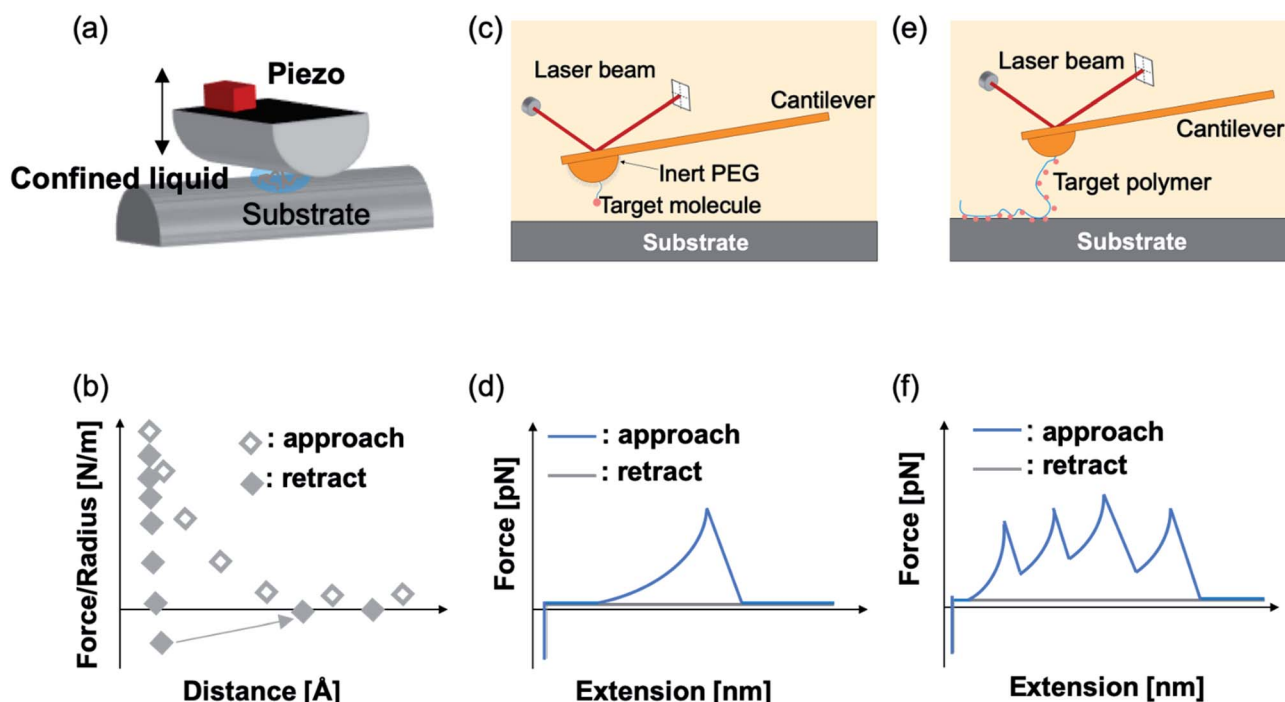 (a)
Piezo
Confined liquid
Substrate
(c)
Laser beam
Cantilever
Inert PEG
Target molecule
Substrate
(e)
Laser beam
Cantilever
Target polymer
Substrate
(b)
Force/Radius [N/m]
: approach
: retract
Distance [Å]
(d)
Force [pN]
: approach
: retract
Extension [nm]
(f)
Force [pN]
: approach
: retract
Extension [nm]